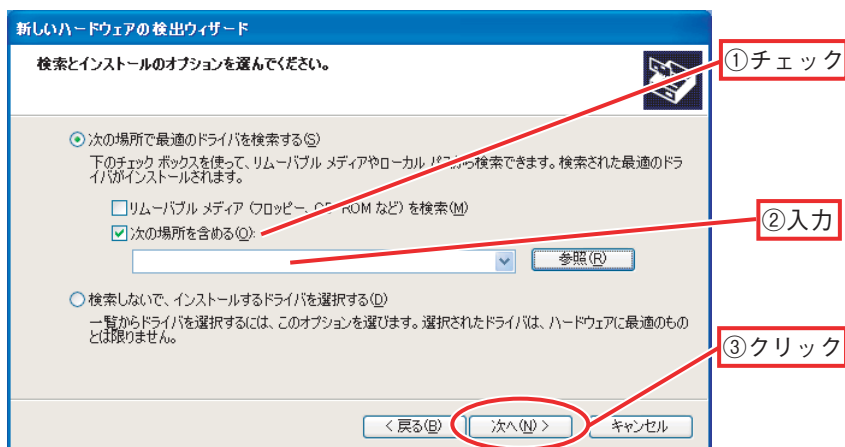 新しいハードウェアの検出ウィザード
検索とインストールのオプションを選んでください。
①チェック
次の場所で最適のドライバを検索する(S)
下のチェック ボックスを使って、リムーバブル メディアやローカル パスから検索できます。検索された最適のドラ
イバがインストールされます。
リムーバブル メディア (フロッピー、CD-ROM など) を検索(M)
次の場所を含める(O):
②入力
参照(R)
検索しないで、インストールするドライバを選択する(D)
一覧からドライバを選択するには、このオプションを選びます。選択されたドライバは、ハードウェアに最適のもの
とは限りません。
③クリック
< 戻る(B)
次へ(N) >
キャンセル